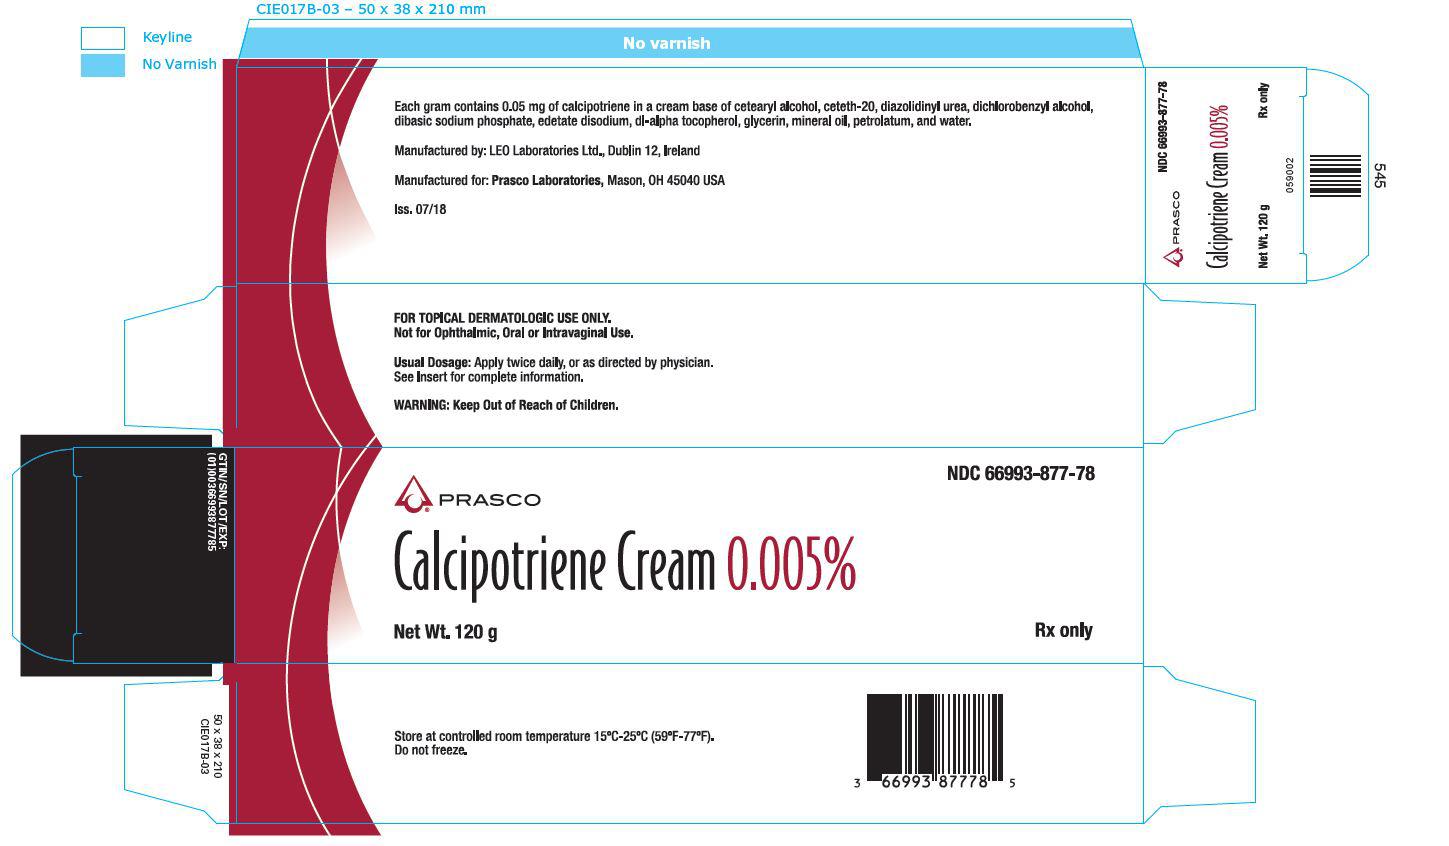 CIE017B-03 – 50 x 38 x 210 mm
Keyline
No Varnish
No varnish
Each gram contains 0.05 mg of calcipotriene in a cream base of cetearyl alcohol, ceteth-20, diazolidinyl urea, dichlorobenzyl alcohol,
dibasic sodium phosphate, edetate disodium, dl-alpha tocopherol, glycerin, mineral oil, petrolatum, and water.
Manufactured by: LEO Laboratories Ltd., Dublin 12, Ireland
Manufactured for: Prasco Laboratories, Mason, OH 45040 USA
Iss. 07/18
NDC 66993-877-78
PRASCO
Calcipotriene Cream 0.005%
Net Wt. 120 g Rx only
059002
545
FOR TOPICAL DERMATOLOGIC USE ONLY.
Not for Ophthalmic, Oral or Intravaginal Use.
Usual Dosage: Apply twice daily, or as directed by physician.
See Insert for complete information.
WARNING: Keep Out of Reach of Children.
GTIN/SN/LOT/EXP:
(01)00366993877785
NDC 66993-877-78
PRASCO
Calcipotriene Cream 0.005%
Net Wt. 120 g Rx only
50 x 38 x 210
CIE017B-03
Store at controlled room temperature 15ºC-25ºC (59ºF-77ºF).
Do not freeze.
3 66993 87778 5